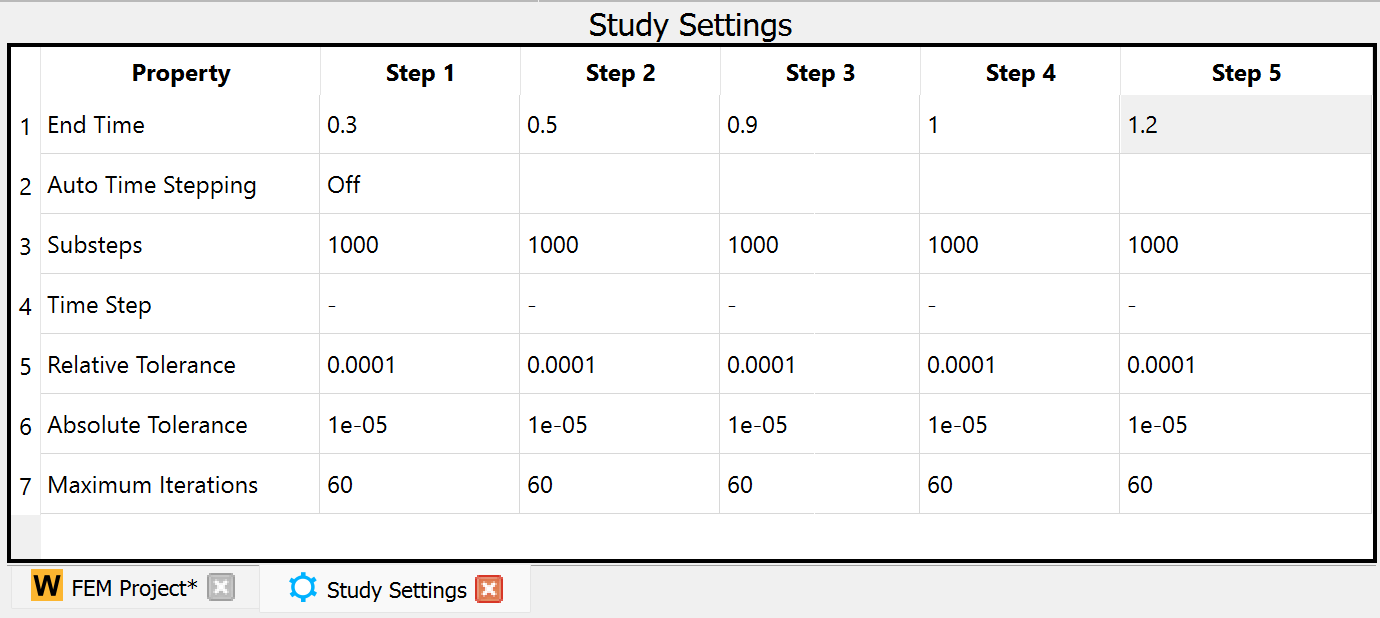 Study Settings
Property Step 1 Step 2 Step 3 Step 4 Step 5
1 End Time 0.3 0.5 0.9 1 1.2
2 Auto Time Stepping Off
3 Substeps 1000 1000 1000 1000 1000
4 Time Step - - - - -
5 Relative Tolerance 0.0001 0.0001 0.0001 0.0001 0.0001
6 Absolute Tolerance 1e-05 1e-05 1e-05 1e-05 1e-05
7 Maximum Iterations 60 60 60 60 60
W FEM Project* Study Settings